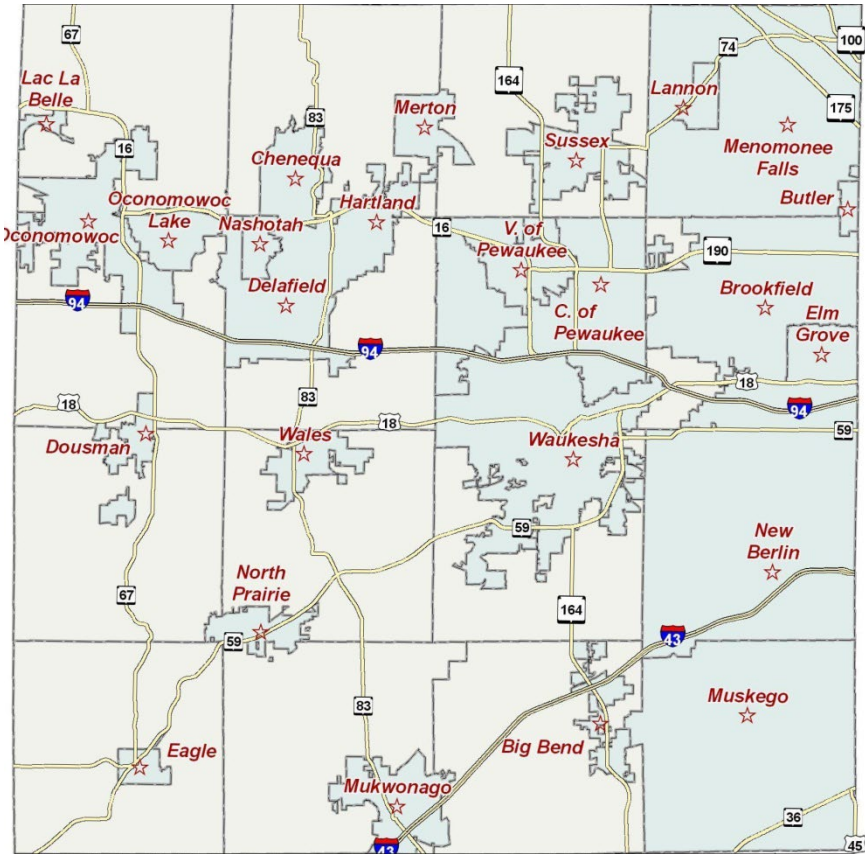 67
74
100
164
Lac La
Belle
Lannon
175
Merton
83
Menomonee
Falls
16
Sussex
Chenequa
Butler
Oconomowoc
Lake
Hartland
Oconomowoc
Nashotah
16
V. of
Pewaukee
190
Delafield
C. of
Pewaukee
Brookfield
Elm
Grove
94
94
18
83
18
18
94
Dousman
Wales
Waukesha
59
59
New
Berlin
North
Prairie
67
164
59
43
83
Muskego
Eagle
Big Bend
Mukwonago
36
43
45